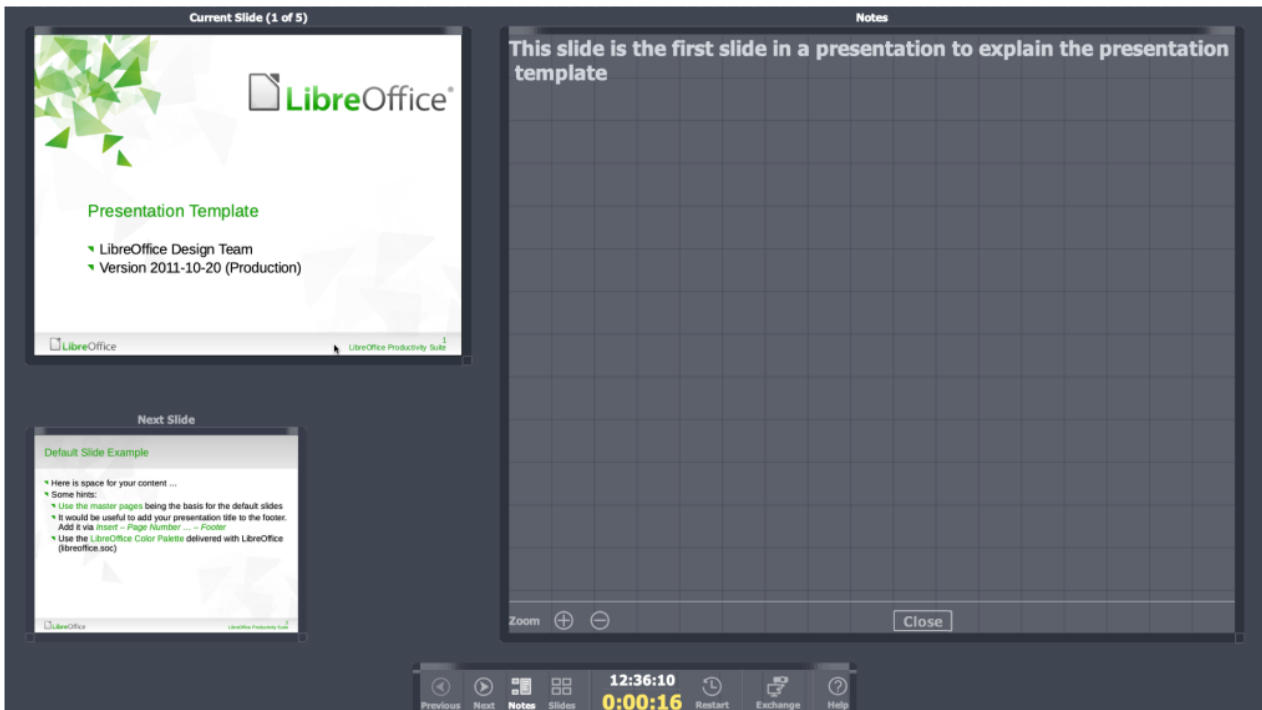 Current Slide (1 of 5)
LibreOffice®
Presentation Template
LibreOffice Design Team
Version 2011-10-20 (Production)
LibreOffice
1
LibreOffice Productivity Suite
Next Slide
Default Slide Example
Here is space for your content ...
Some hints:
Use the master pages being the basis for the default slides
It would be useful to add your presentation title to the footer.
Add it via Insert – Page Number ... – Footer
Use the LibreOffice Color Palette delivered with LibreOffice
(libreoffice.soc)
LibreOffice
2
LibreOffice Productivity Suite
Notes
This slide is the first slide in a presentation to explain the presentation
template
Zoom
Close
Previous
Next
Notes
Slides
12:36:10
0:00:16
Restart
Exchange
Help